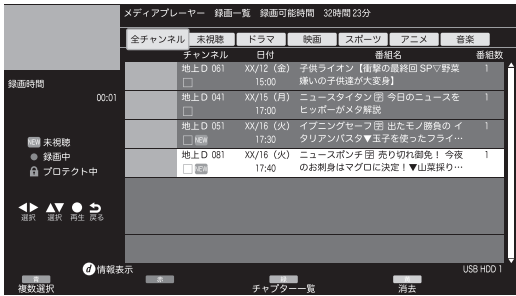 メディアプレーヤー 録画一覧 録画可能時間 32時間23分
全チャンネル 未視聴 ドラマ 映画 スポーツ アニメ 音楽
チャンネル 日付 番組名 番組数
地上D 061 XX/12（金） 子供ライオン【衝撃の最終回 SP▽野菜 1
15:00 嫌いの子供達が大変身】
地上D 041 XX/15（月） ニュースタイタン 字 今日のニュースを 1
17:00 ヒッポーがメタ解説
地上D 051 XX/16（火） イブニングセーフ 字 出たモノ勝負の イ 1
NEW 17:30 タリアンパスタ▼玉子を使ったフライ…
地上D 081 XX/16（火） ニュースポンチ 字 売り切れ御免！ 今夜 1
NEW 17:40 のお刺身はマグロに決定！▼山菜採り…
録画時間
00:01
NEW 未視聴
録画中
プロテクト中
選択 選択 再生 戻る
d 情報表示
USB HDD 1
青 赤 緑 黄
複数選択 チャプター一覧 消去